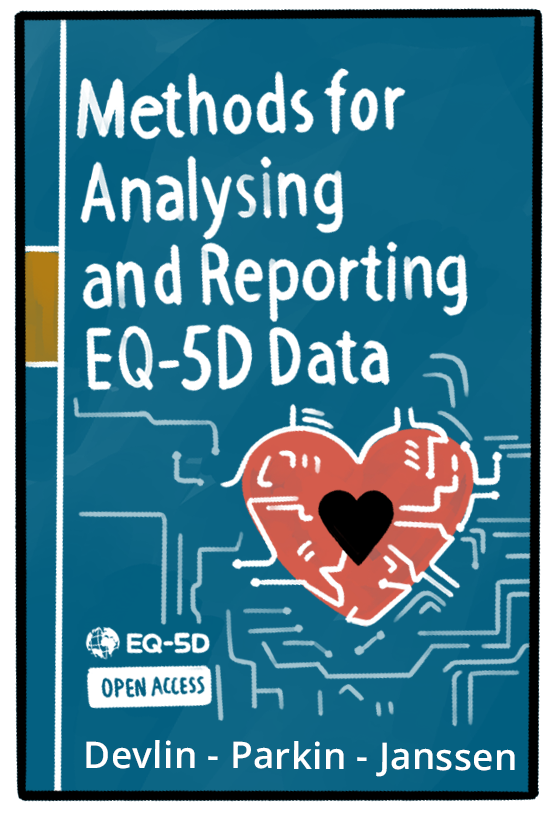 Methods for
Analysing
and Reporting
EQ-5D Data
EQ-5D
OPEN ACCESS
Devlin - Parkin - Janssen